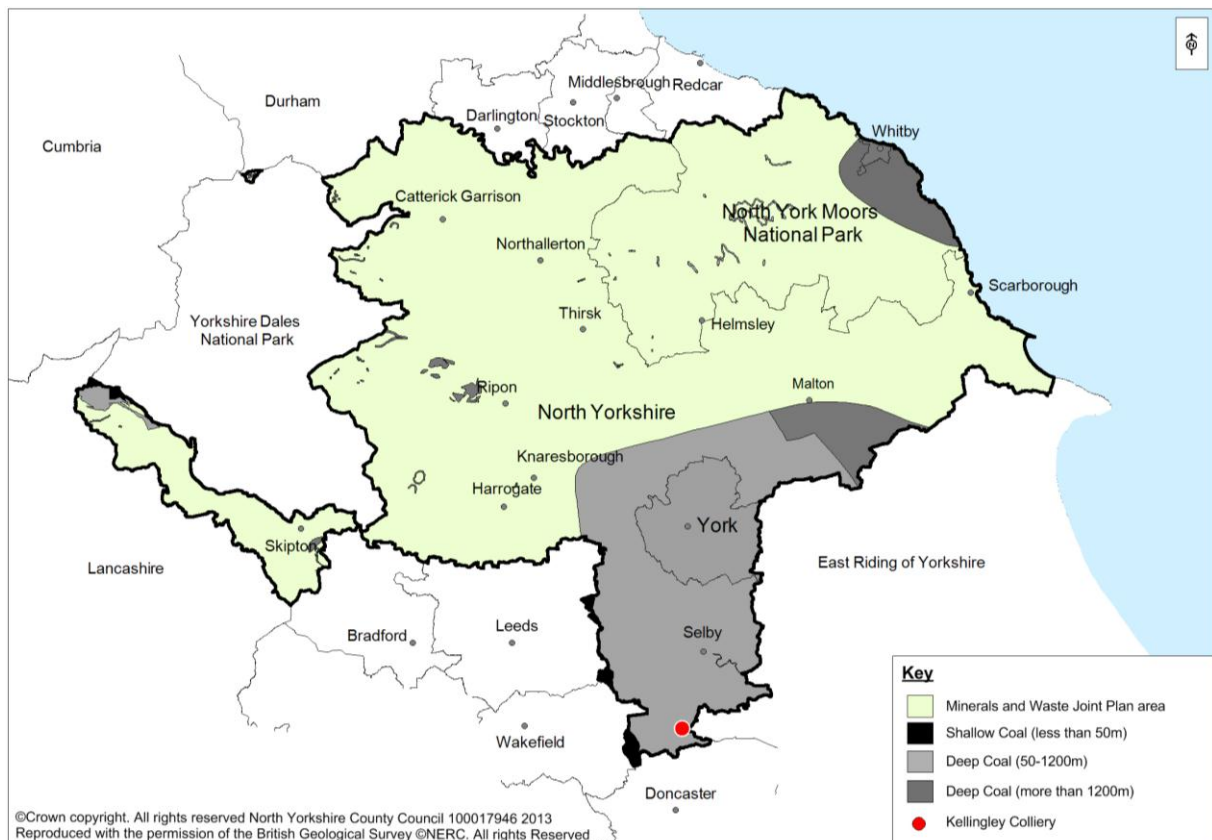 N
Redcar
Middlesbrough
Durham
Darlington
Stockton
Whitby
Cumbria
Catterick Garrison
North York Moors
National Park
Northallerton
Scarborough
Yorkshire Dales
National Park
Thirsk
Helmsley
Malton
Ripon
North Yorkshire
Knaresborough
Harrogate
York
Skipton
Lancashire
East Riding of Yorkshire
Bradford
Leeds
Selby
Wakefield
Doncaster
Key
Minerals and Waste Joint Plan area
Shallow Coal (less than 50m)
Deep Coal (50-1200m)
Deep Coal (more than 1200m)
Kellingley Colliery
©Crown copyright. All rights reserved North Yorkshire County Council 100017946 2013
Reproduced with the permission of the British Geological Survey ©NERC. All rights Reserved